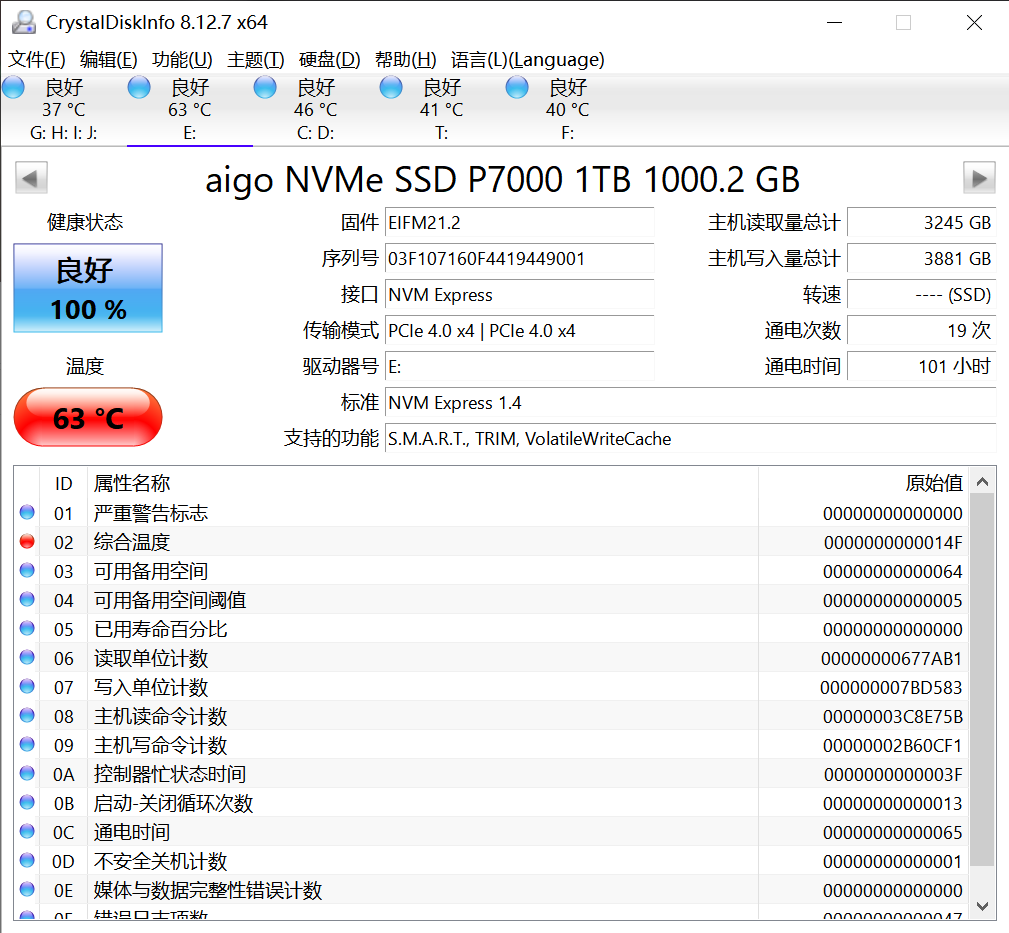 CrystalDiskInfo 8.12.7 x64
文件(F) 编辑(E) 功能(U) 主题(T) 硬盘(D) 帮助(H) 语言(L)(Language)
良好 良好 良好 良好 良好
37 °C 63 °C 46 °C 41 °C 40 °C
G: H: I: J: E: C: D: T: F:
aigo NVMe SSD P7000 1TB 1000.2 GB
健康状态
良好
100 %
温度
63 °C
固件 EIFM21.2 主机读取量总计 3245 GB
序列号 03F107160F4419449001 主机写入量总计 3881 GB
接口 NVM Express 转速 ---- (SSD)
传输模式 PCIe 4.0 x4 | PCIe 4.0 x4 通电次数 19 次
驱动器号 E: 通电时间 101 小时
标准 NVM Express 1.4
支持的功能 S.M.A.R.T., TRIM, VolatileWriteCache
ID 属性名称 原始值
01 严重警告标志 00000000000000
02 综合温度 0000000000014F
03 可用备用空间 00000000000064
04 可用备用空间阈值 00000000000005
05 已用寿命百分比 00000000000000
06 读取单位计数 00000000677AB1
07 写入单位计数 000000007BD583
08 主机读命令计数 00000003C8E75B
09 主机写命令计数 00000002B60CF1
0A 控制器忙状态时间 0000000000003F
0B 启动-关闭循环次数 00000000000013
0C 通电时间 00000000000065
0D 不安全关机计数 00000000000001
0E 媒体与数据完整性错误计数 00000000000000
0F 错误日志项数 00000000000047